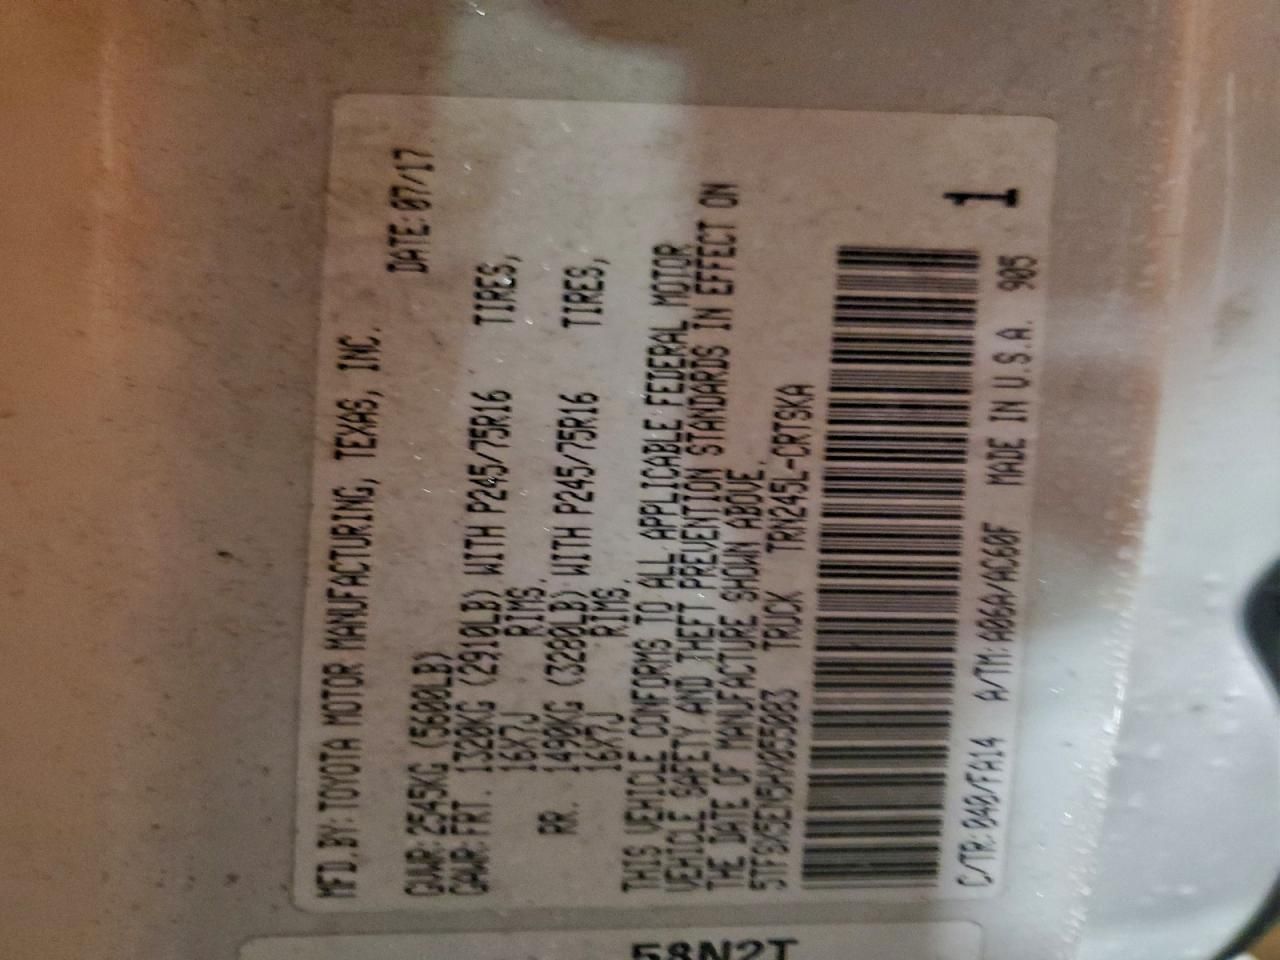 MFD.BY:TOYOTA MOTOR MANUFACTURING, TEXAS, INC.
DATE:07/17
GVWR:2545KG (5600LB)
GAWR:FRT. 1320KG (2910LB) WITH P245/75R16 TIRES,
16X7J RIMS.
RR. 1490KG (3280LB) WITH P245/75R16 TIRES,
16X7J RIMS.
THIS VEHICLE CONFORMS TO ALL APPLICABLE FEDERAL MOTOR
VEHICLE SAFETY AND THEFT PREVENTION STANDARDS IN EFFECT ON
THE DATE OF MANUFACTURE SHOWN ABOVE.
5TFSX5EN5HX055083 TRUCK TRN245L-CRTSKA
1
C/TR:040/FA14 A/TM:A06A/AC60F MADE IN U.S.A. 905
58N2T